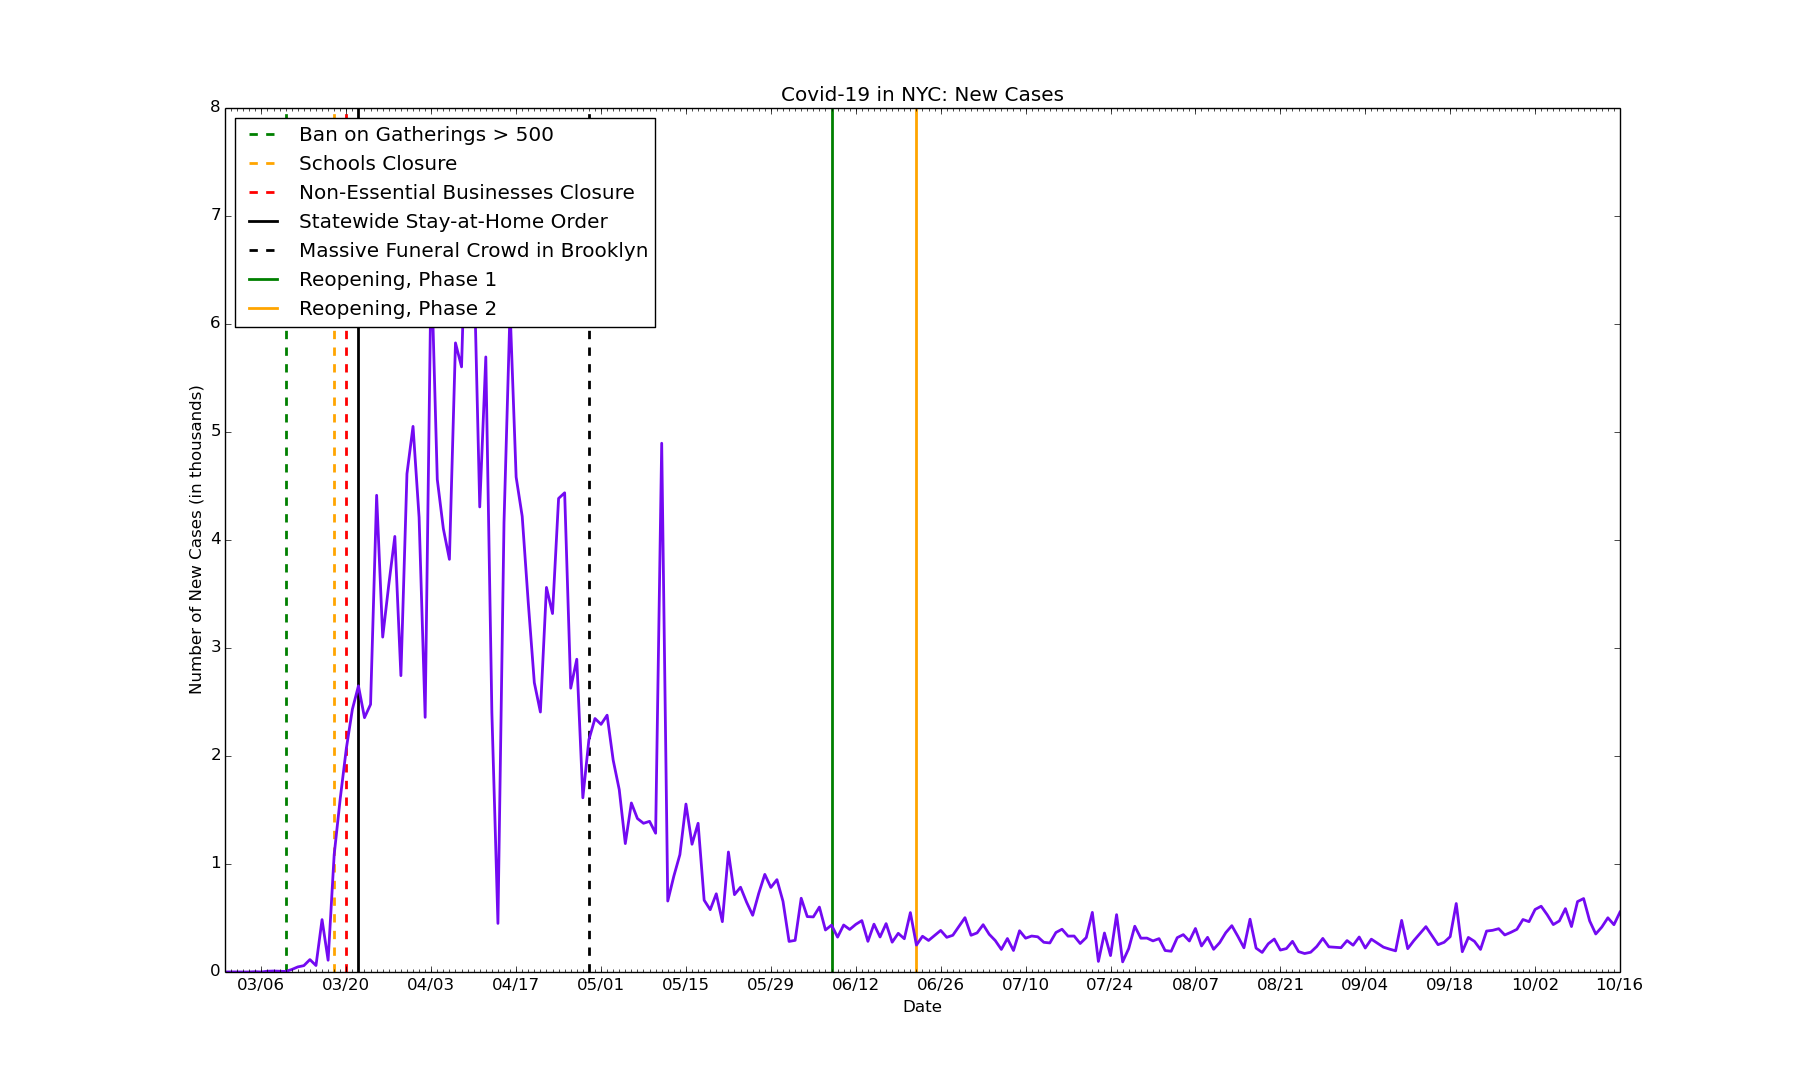 Covid-19 in NYC: New Cases
8
7
6
5
4
3
2
1
0
Number of New Cases (in thousands)
Ban on Gatherings > 500
Schools Closure
Non-Essential Businesses Closure
Statewide Stay-at-Home Order
Massive Funeral Crowd in Brooklyn
Reopening, Phase 1
Reopening, Phase 2
03/06 03/20 04/03 04/17 05/01 05/15 05/29 06/12 06/26 07/10 07/24 08/07 08/21 09/04 09/18 10/02 10/16
Date